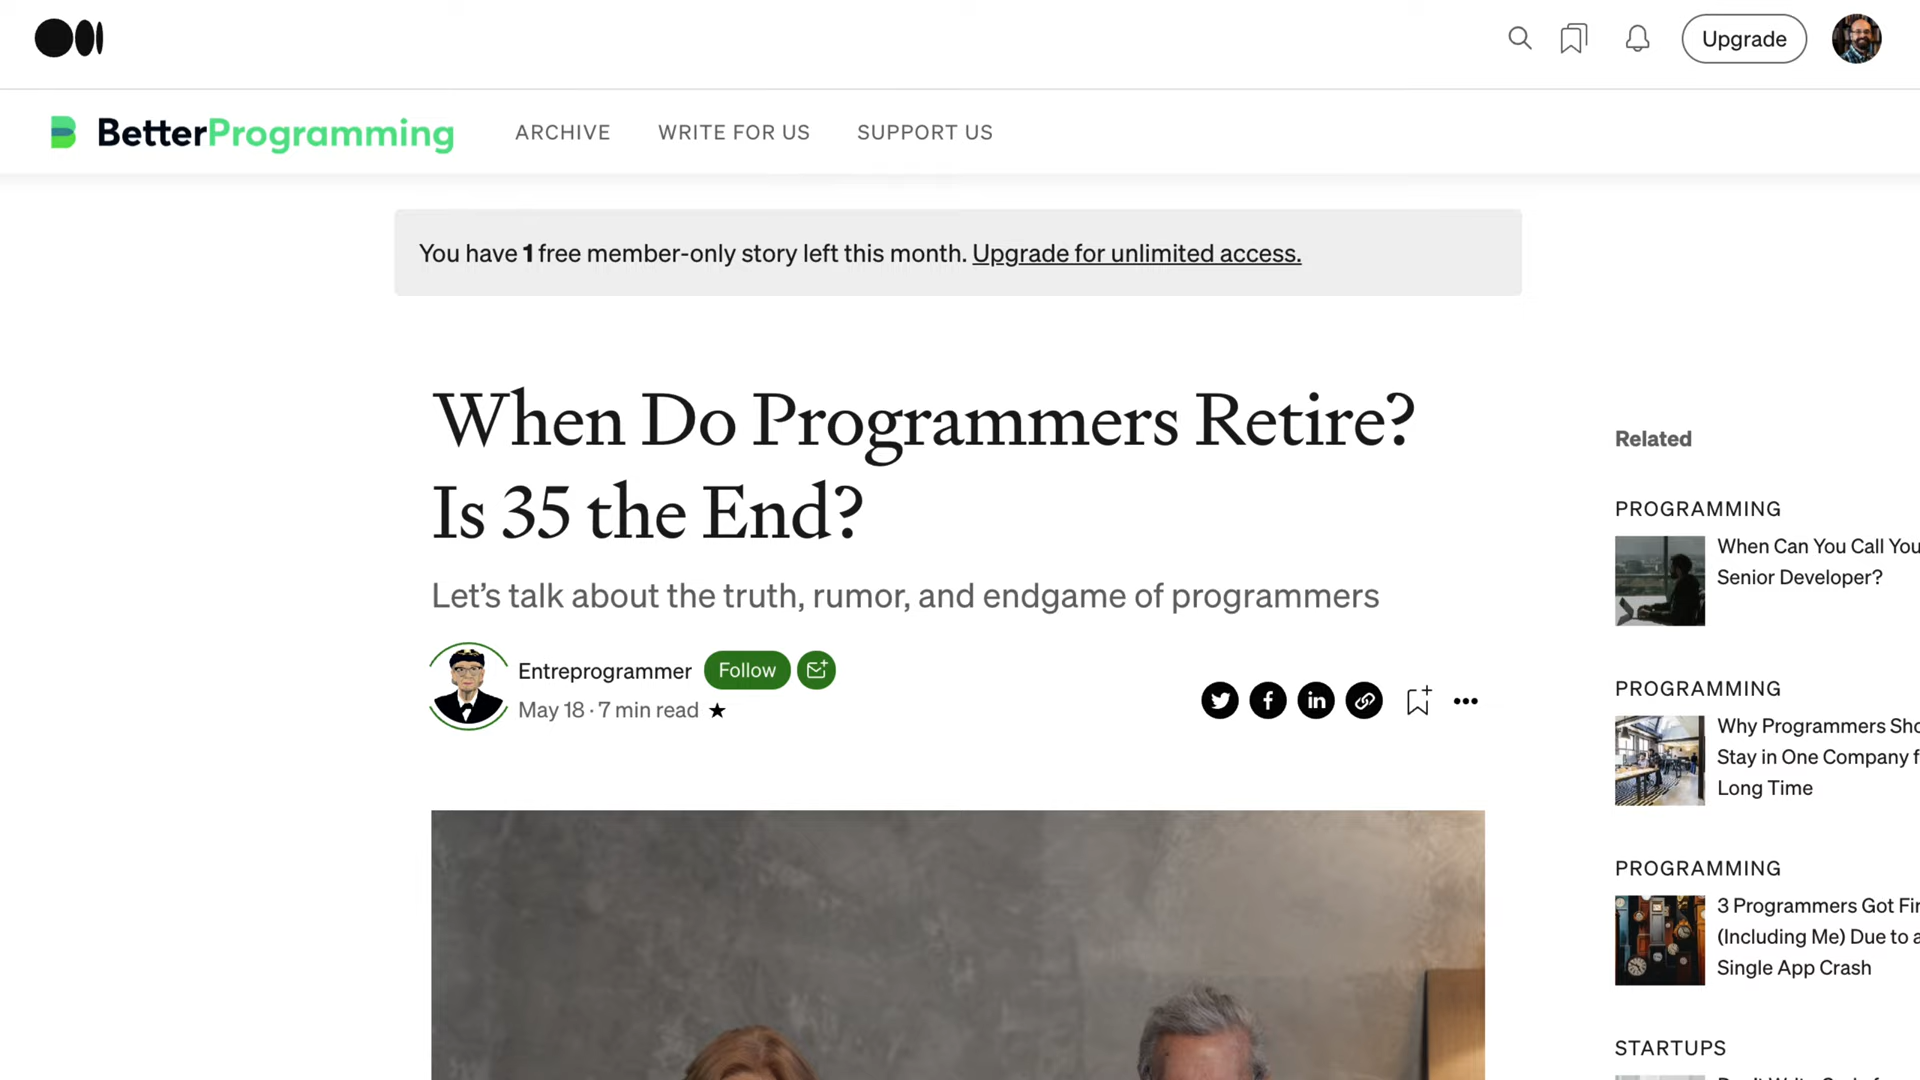 Upgrade
BetterProgramming
ARCHIVE
WRITE FOR US
SUPPORT US
You have 1 free member-only story left this month. Upgrade for unlimited access.
When Do Programmers Retire?
Is 35 the End?
Let’s talk about the truth, rumor, and endgame of programmers
Entreprogrammer
Follow
May 18 · 7 min read ★
Related
PROGRAMMING
When Can You Call You
Senior Developer?
PROGRAMMING
Why Programmers Sho
Stay in One Company f
Long Time
PROGRAMMING
3 Programmers Got Fir
(Including Me) Due to a
Single App Crash
STARTUPS